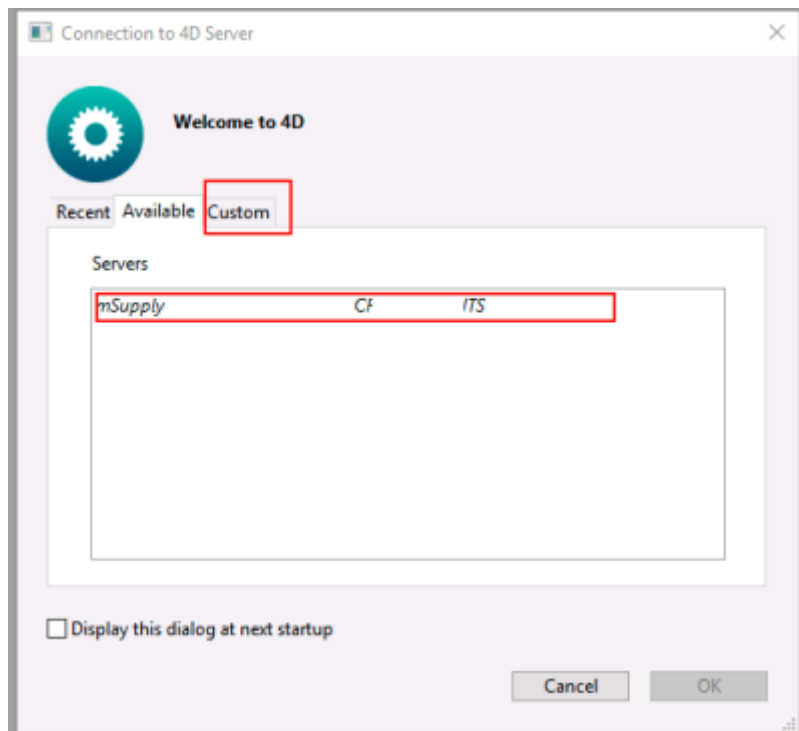 Connection to 4D Server
Welcome to 4D
Recent Available Custom
Servers
mSupply
Display this dialog at next startup
Cancel OK